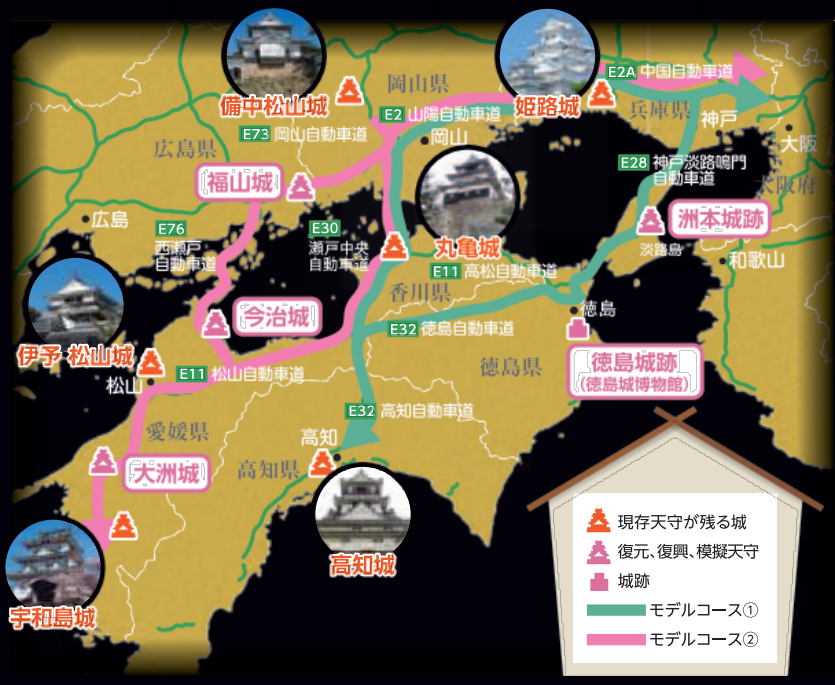 E2A 中国自動車道
岡山県
備中松山城
姫路城
兵庫県
E2 山陽自動車道
神戸
E73 岡山自動車道
岡山
大阪
広島県
E28 神戸淡路鳴門
自動車道
福山城
大阪府
洲本城跡
広島
E76
西瀬戸
自動車道
E30
瀬戸中央
自動車道
丸亀城
淡路島
和歌山
E11 高松自動車道
香川県
今治城
徳島
E32 徳島自動車道
伊予 松山城
徳島県
徳島城跡
(徳島城博物館)
松山
E11 松山自動車道
E32 高知自動車道
愛媛県
高知
大洲城
高知県
高知城
宇和島城
現存天守が残る城
復元、復興、模擬天守
城跡
モデルコース①
モデルコース②